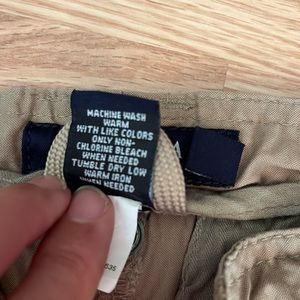 MACHINE WASH
WARM
WITH LIKE COLORS
ONLY NON-
CHLORINE BLEACH
WHEN NEEDED
TUMBLE DRY LOW
WARM IRON
WHEN NEEDED